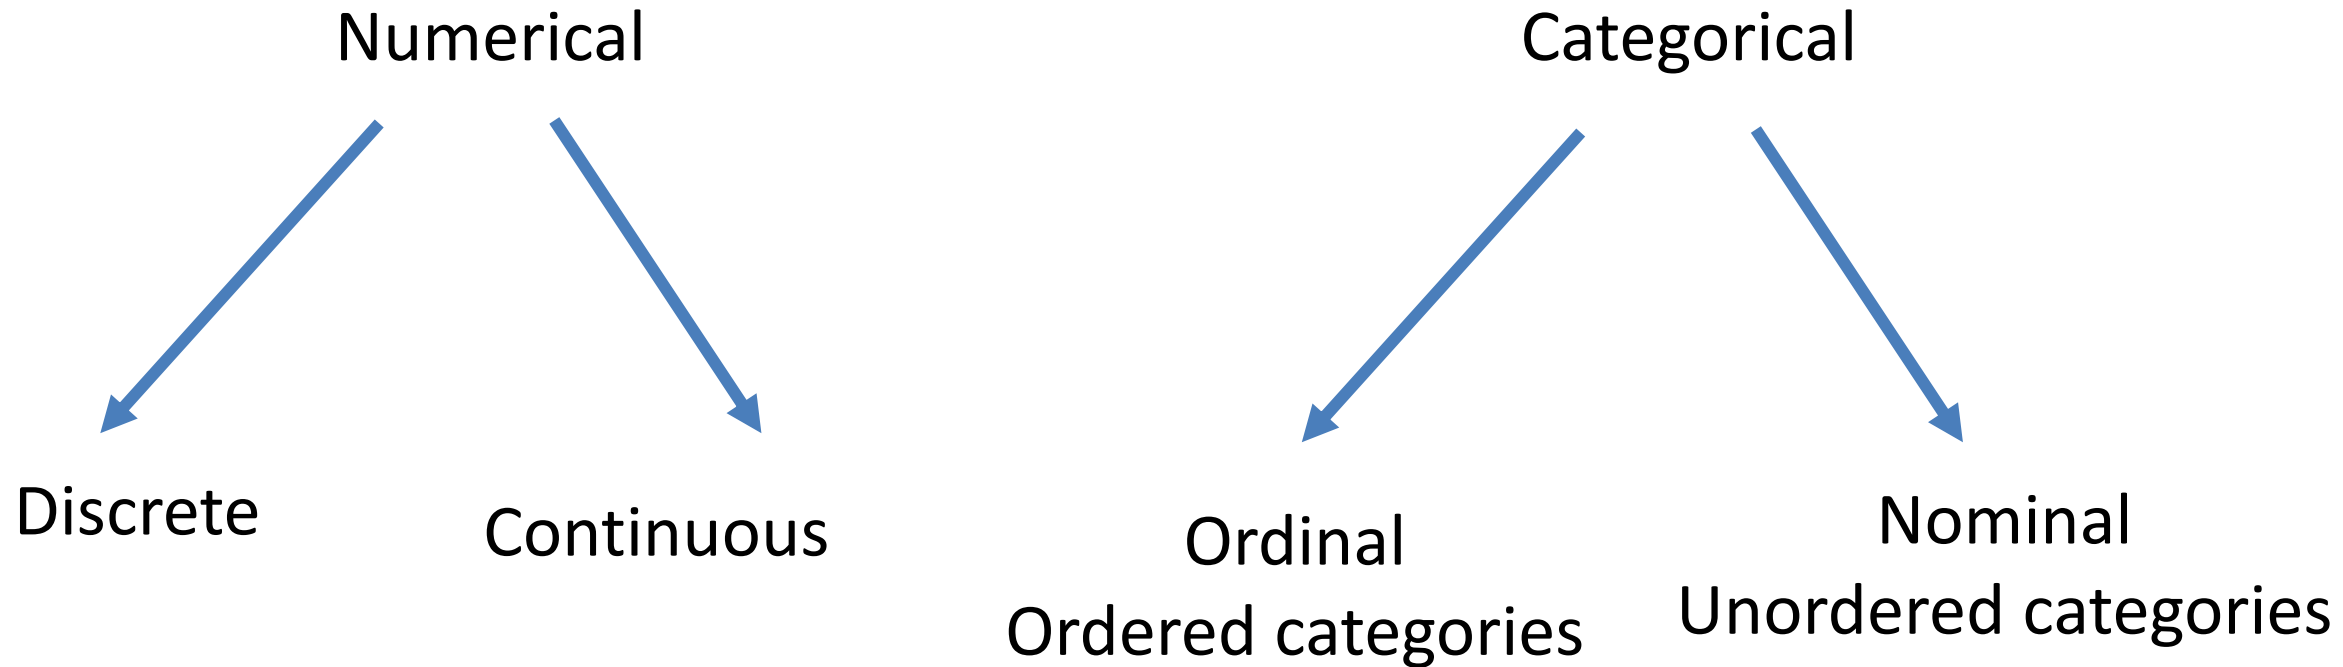 Numerical
Categorical
Discrete
Continuous
Ordinal
Ordered categories
Nominal
Unordered categories